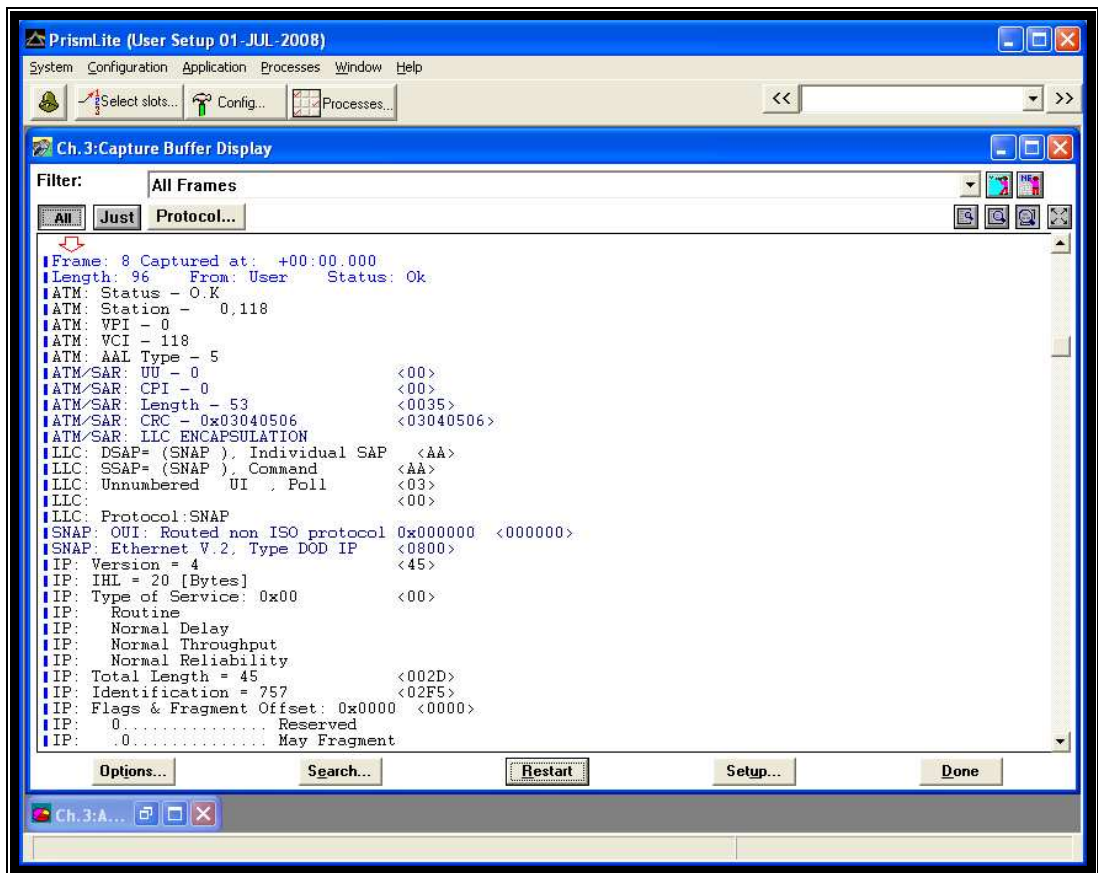 PrismLite (User Setup 01-JUL-2008)
System Configuration Application Processes Window Help
Select slots... Config... Processes... << >>
Ch.3:Capture Buffer Display
Filter: All Frames
All Just Protocol...
Frame: 8 Captured at: +00:00.000
Length: 96 From: User Status: Ok
ATM: Status - O.K
ATM: Station - 0,118
ATM: VPI - 0
ATM: VCI - 118
ATM: AAL Type - 5
ATM/SAR: UU - 0 <00>
ATM/SAR: CPI - 0 <00>
ATM/SAR: Length - 53 <0035>
ATM/SAR: CRC - 0x03040506 <03040506>
ATM/SAR: LLC ENCAPSULATION
LLC: DSAP= (SNAP ), Individual SAP <AA>
LLC: SSAP= (SNAP ), Command <AA>
LLC: Unnumbered UI , Poll <03>
LLC: <00>
LLC: Protocol:SNAP
SNAP: OUI: Routed non ISO protocol 0x000000 <000000>
SNAP: Ethernet V.2, Type DOD IP <0800>
IP: Version = 4 <45>
IP: IHL = 20 [Bytes]
IP: Type of Service: 0x00 <00>
IP: Routine
IP: Normal Delay
IP: Normal Throughput
IP: Normal Reliability
IP: Total Length = 45 <002D>
IP: Identification = 757 <02F5>
IP: Flags & Fragment Offset: 0x0000 <0000>
IP: 0............... Reserved
IP: .0.............. May Fragment
Options... Search... Restart Setup... Done
Ch.3:A...